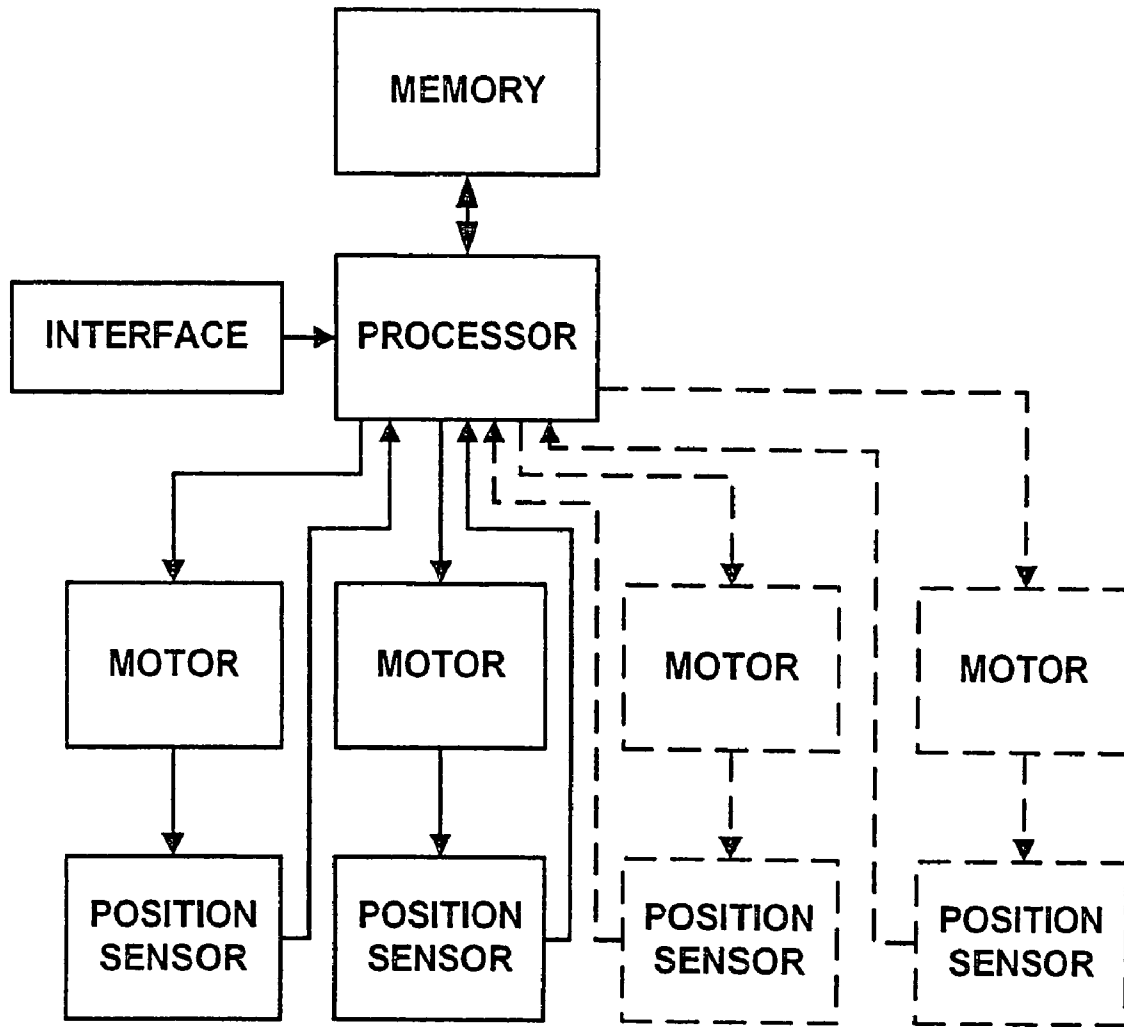 MEMORY
INTERFACE
PROCESSOR
MOTOR
MOTOR
MOTOR
MOTOR
POSITION
SENSOR
POSITION
SENSOR
POSITION
SENSOR
POSITION
SENSOR